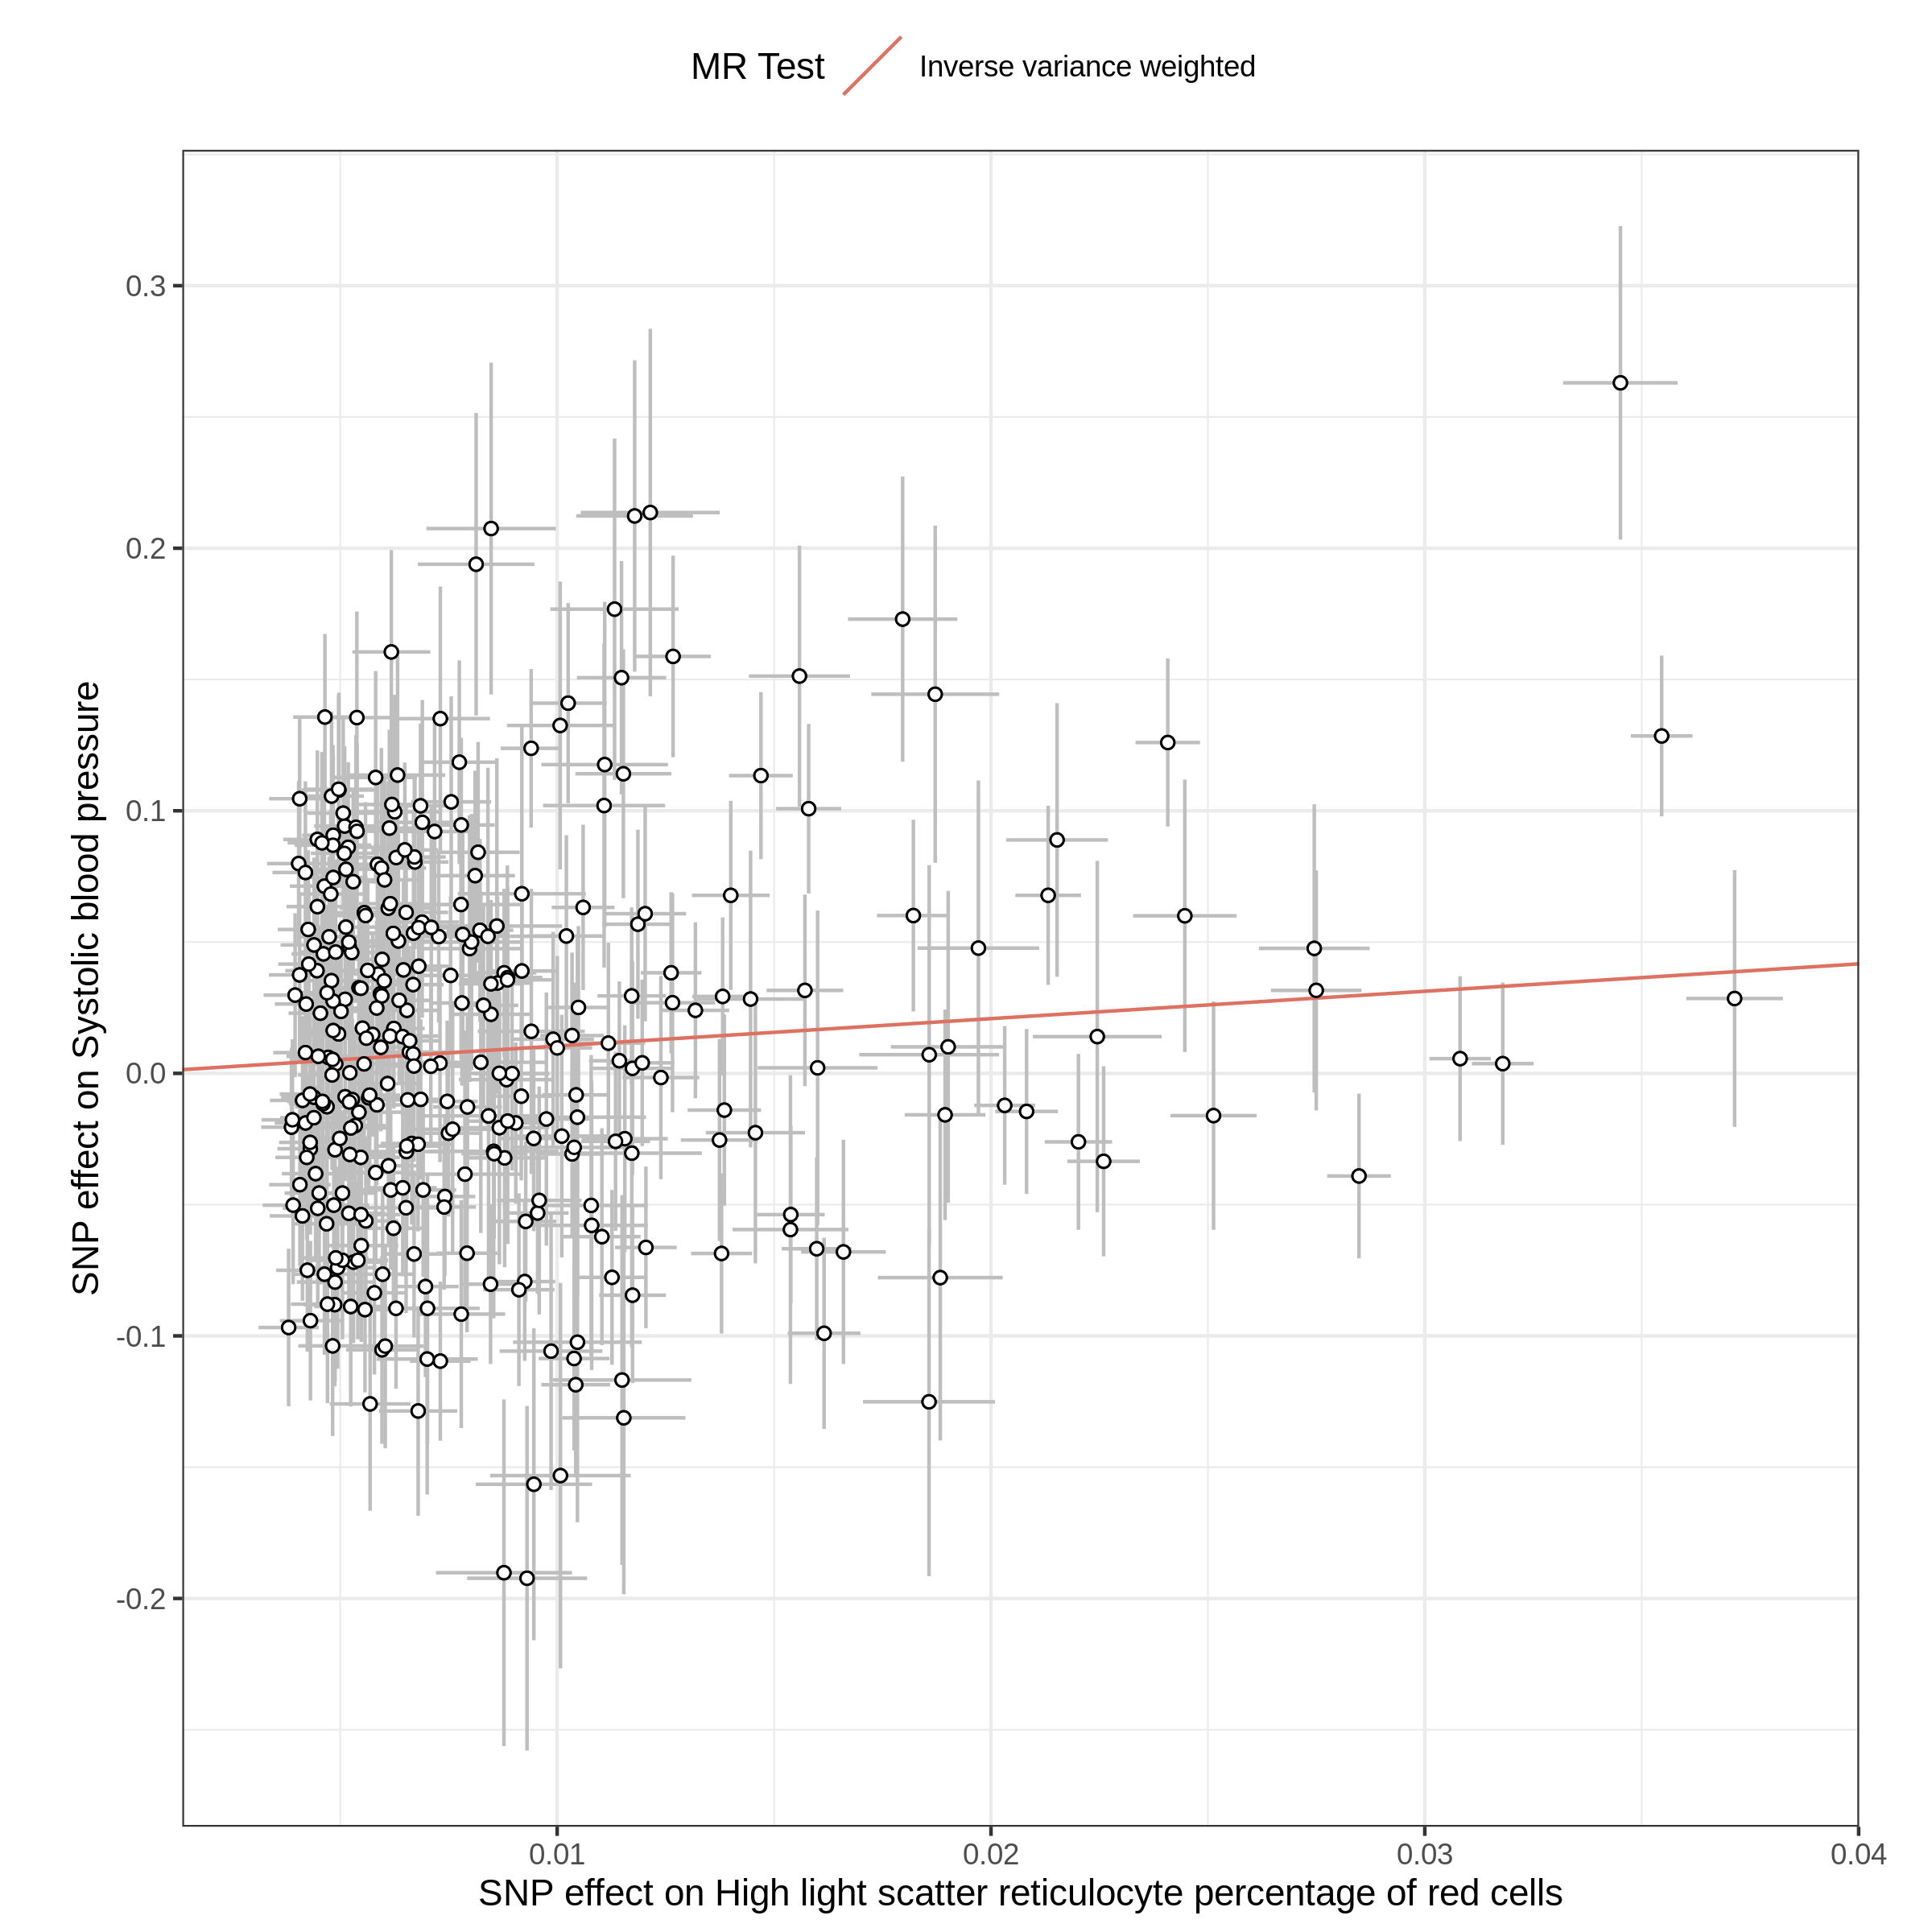 MR Test
Inverse variance weighted
SNP effect on Systolic blood pressure
0.3
0.2
0.1
0.0
-0.1
-0.2
0.01
0.02
0.03
0.04
SNP effect on High light scatter reticulocyte percentage of red cells